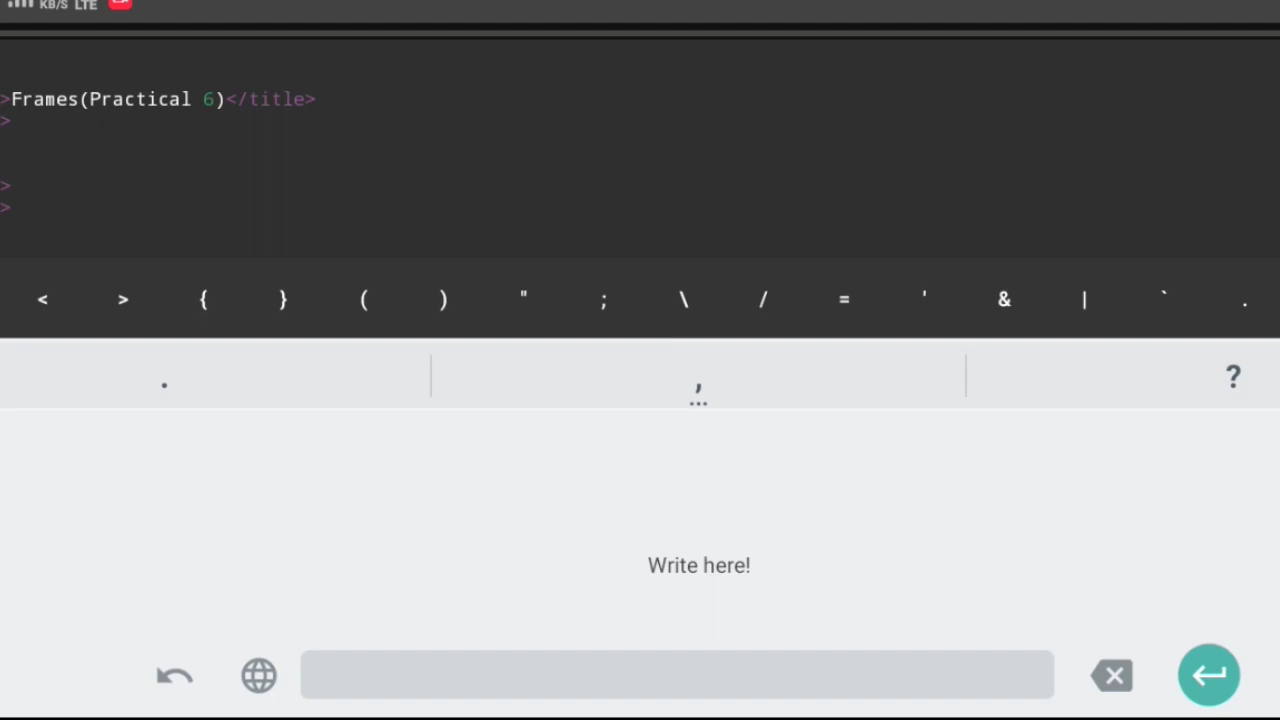 KB/S LTE
>Frames(Practical 6)</title>
>
>
>
< > { } ( ) " ; \ / = ' & | ` .
. , ?
...
Write here!